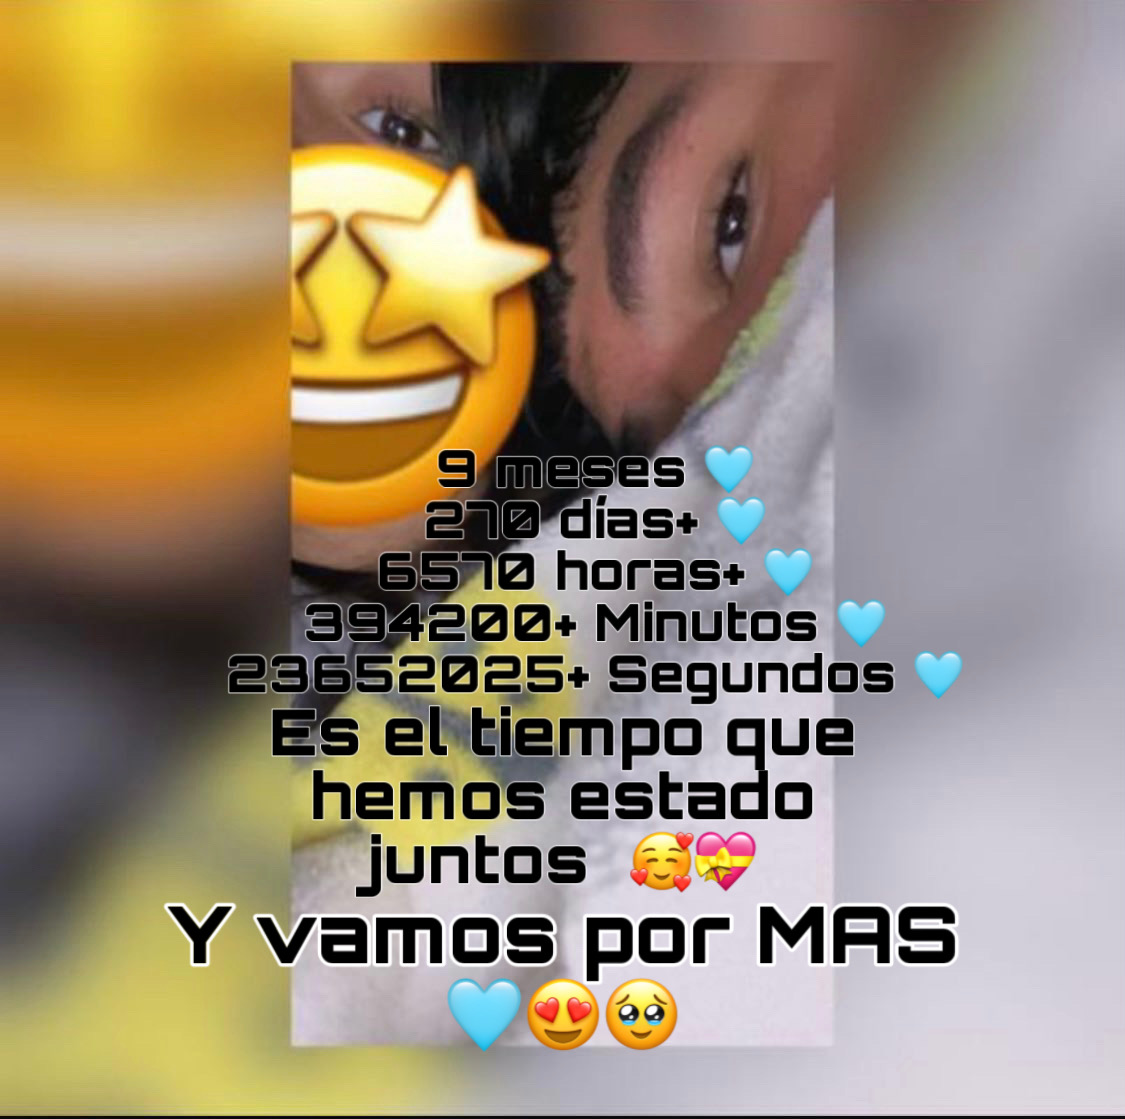 9 meses 🩵
270 días+ 🩵
6570 horas+ 🩵
394200+ Minutos 🩵
23652025+ Segundos 🩵
Es el tiempo que
hemos estado
juntos 🥰💝
Y vamos por MAS
🩵😍🥹